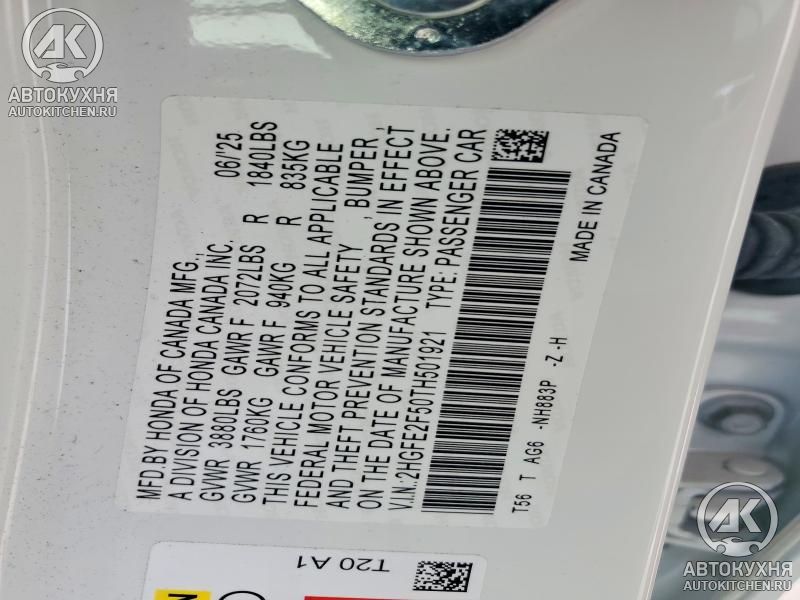 AK
АВТОКУХНЯ
AUTOKITCHEN.RU
MFD.BY HONDA OF CANADA MFG., 06/'25
A DIVISION OF HONDA CANADA INC.
GVWR 3880LBS GAWR F 2072LBS R 1840LBS
GVWR 1760KG GAWR F 940KG R 835KG
THIS VEHICLE CONFORMS TO ALL APPLICABLE
FEDERAL MOTOR VEHICLE SAFETY , BUMPER ,
AND THEFT PREVENTION STANDARDS, IN EFFECT
ON THE DATE OF MANUFACTURE SHOWN ABOVE.
V.I.N.:2HGFE2F50TH501921 TYPE: PASSENGER CAR
T56 T AG6 -NH883P -Z -H MADE IN CANADA
T20 A1
AK
АВТОКУХНЯ
AUTOKITCHEN.RU